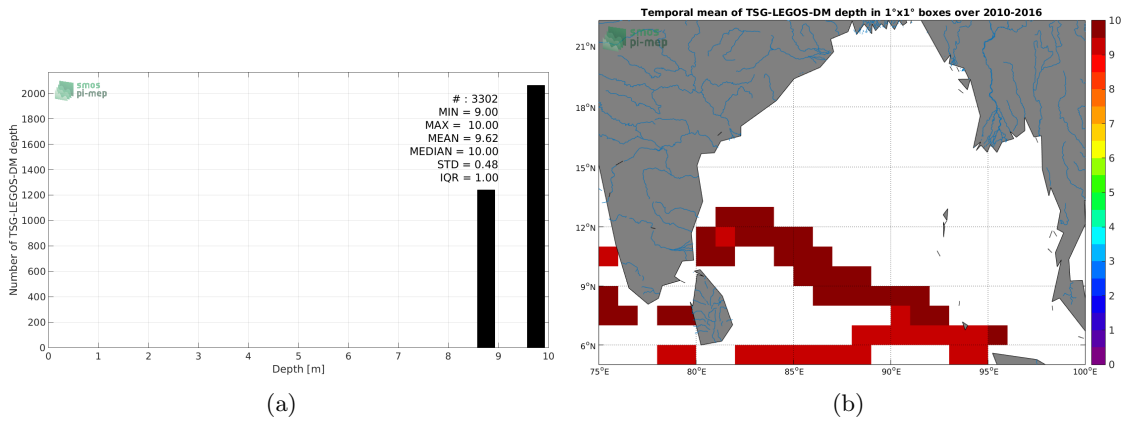 smos
pi-mep
# : 3302
MIN = 9.00
MAX = 10.00
MEAN = 9.62
MEDIAN = 10.00
STD = 0.48
IQR = 1.00
Number of TSG-LEGOS-DM depth
2000
1800
1600
1400
1200
1000
800
600
400
200
0
0 1 2 3 4 5 6 7 8 9 10
Depth [m]
(a)
Temporal mean of TSG-LEGOS-DM depth in 1°x1° boxes over 2010-2016
smos
pi-mep
21°N
18°N
15°N
12°N
9°N
6°N
75°E 80°E 85°E 90°E 95°E 100°E
10
9
8
7
6
5
4
3
2
1
0
(b)